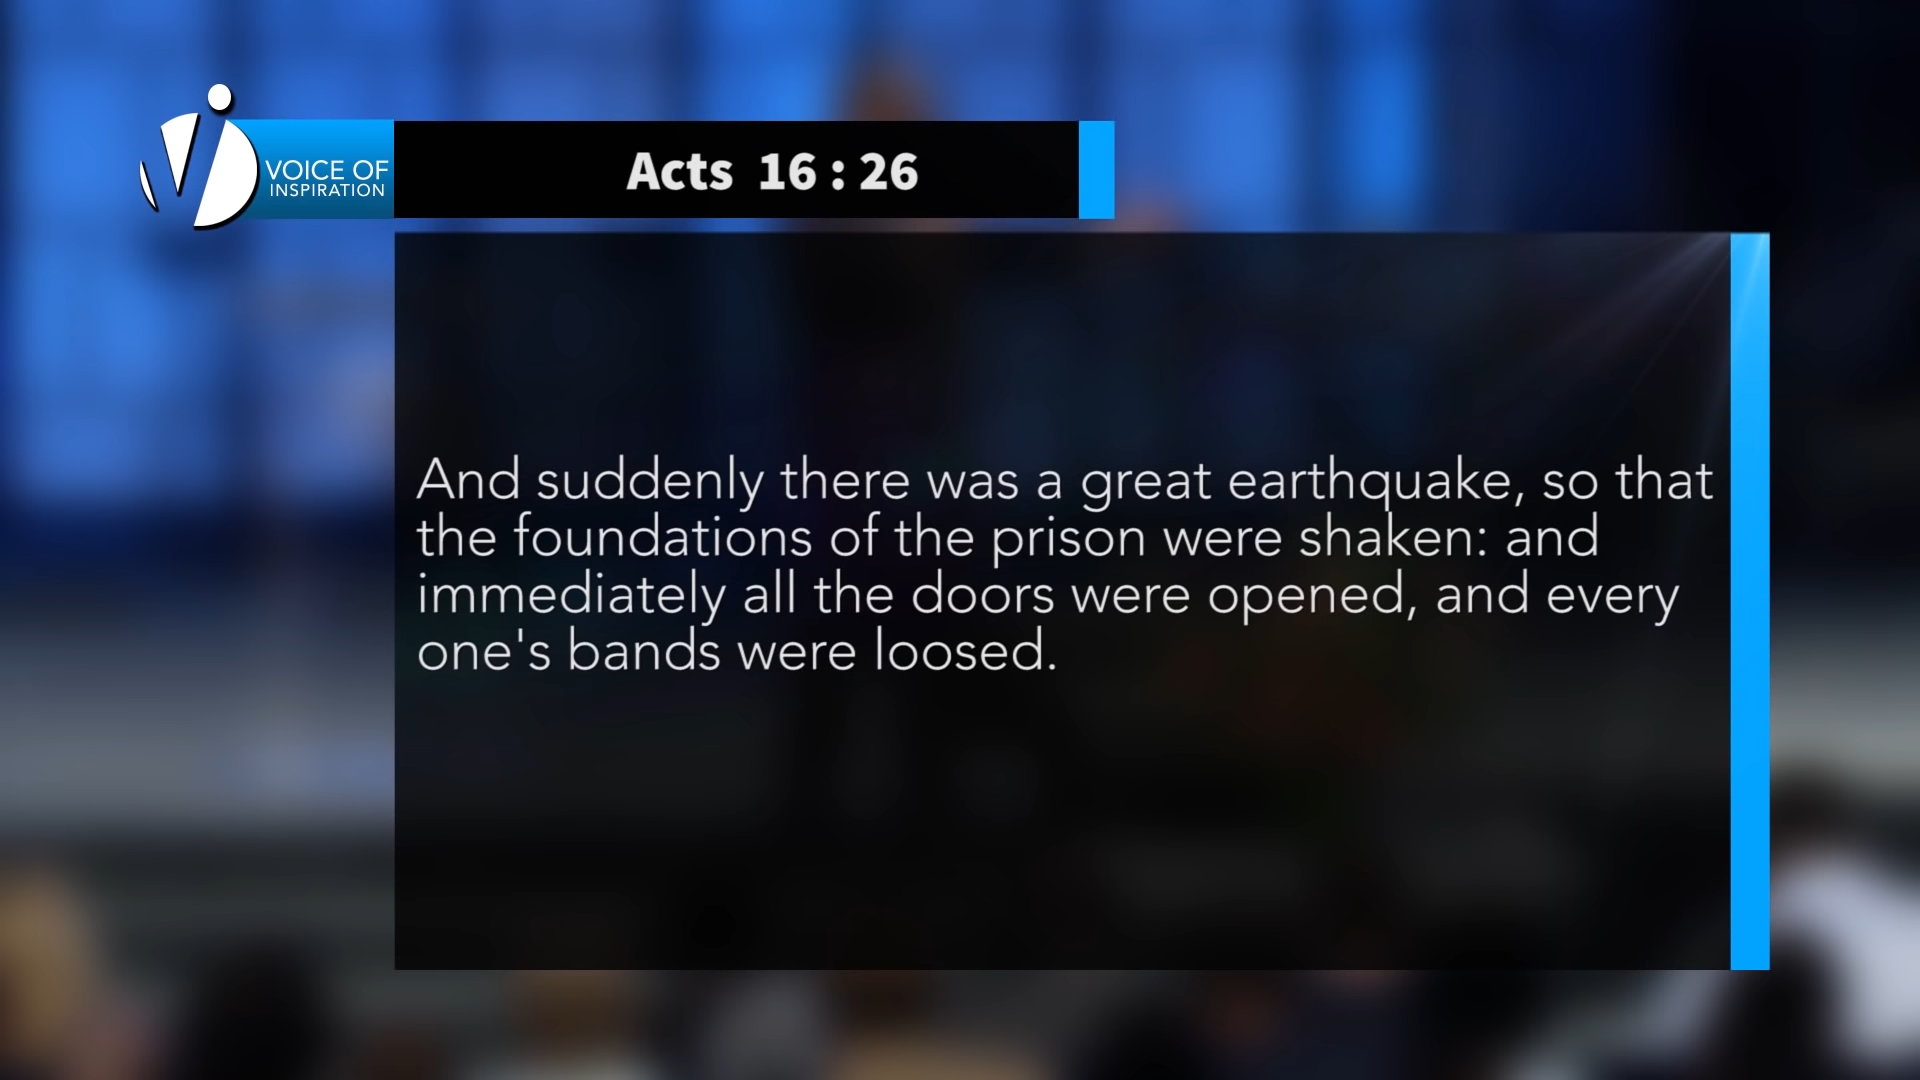 VOICE OF
INSPIRATION
Acts 16 : 26
And suddenly there was a great earthquake, so that
the foundations of the prison were shaken: and
immediately all the doors were opened, and every
one's bands were loosed.